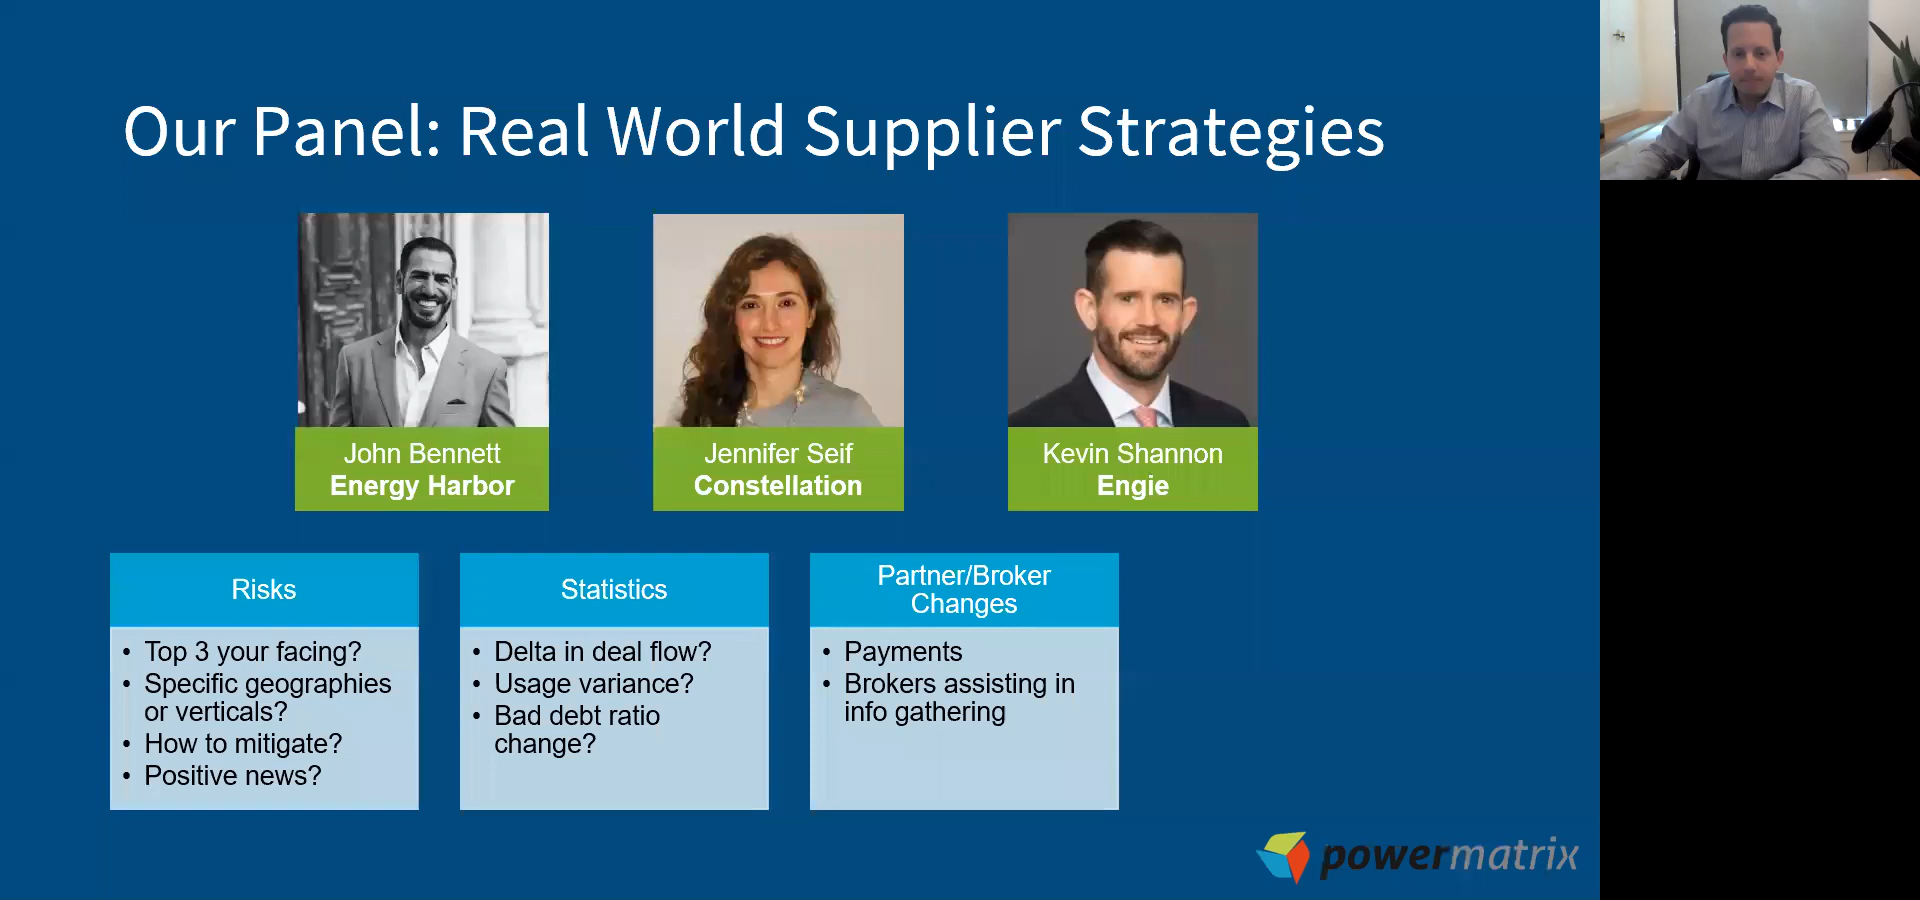 Our Panel: Real World Supplier Strategies
John Bennett
Energy Harbor
Jennifer Seif
Constellation
Kevin Shannon
Engie
Risks
• Top 3 your facing?
• Specific geographies
or verticals?
• How to mitigate?
• Positive news?
Statistics
• Delta in deal flow?
• Usage variance?
• Bad debt ratio
change?
Partner/Broker
Changes
• Payments
• Brokers assisting in
info gathering
powermatrix